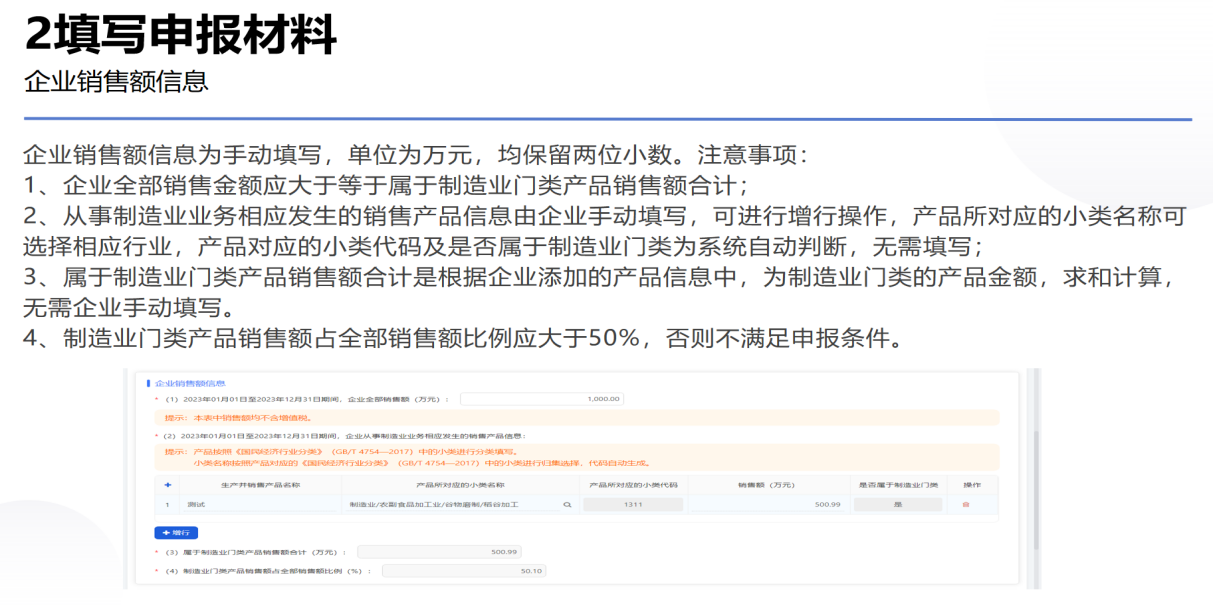 2填写申报材料
企业销售额信息
企业销售额信息为手动填写，单位为万元，均保留两位小数。注意事项：
1、企业全部销售金额应大于等于属于制造业门类产品销售额合计；
2、从事制造业业务相应发生的销售产品信息由企业手动填写，可进行增行操作，产品所对应的小类名称可
选择相应行业，产品对应的小类代码及是否属于制造业门类为系统自动判断，无需填写；
3、属于制造业门类产品销售额合计是根据企业添加的产品信息中，为制造业门类的产品金额，求和计算，
无需企业手动填写。
4、制造业门类产品销售额占全部销售额比例应大于50%，否则不满足申报条件。
企业销售额信息
* （1）2023年01月01日至2023年12月31日期间，企业全部销售额（万元）： 1,000.00
提示：本表中销售额均不含增值税。
* （2）2023年01月01日至2023年12月31日期间，企业从事制造业业务相应发生的销售产品信息：
提示：产品按照《国民经济行业分类》（GB/T 4754—2017）中的小类进行分类填写。
小类名称按照产品对应的《国民经济行业分类》（GB/T 4754—2017）中的小类进行归集选择，代码自动生成。
+ 生产并销售产品名称 产品所对应的小类名称 产品所对应的小类代码 销售额（万元） 是否属于制造业门类 操作
1 测试 制造业/农副食品加工业/谷物磨制/稻谷加工 1311 500.99 是
+ 增行
* （3）属于制造业门类产品销售额合计（万元）： 500.99
* （4）制造业门类产品销售额占全部销售额比例（%）： 50.10